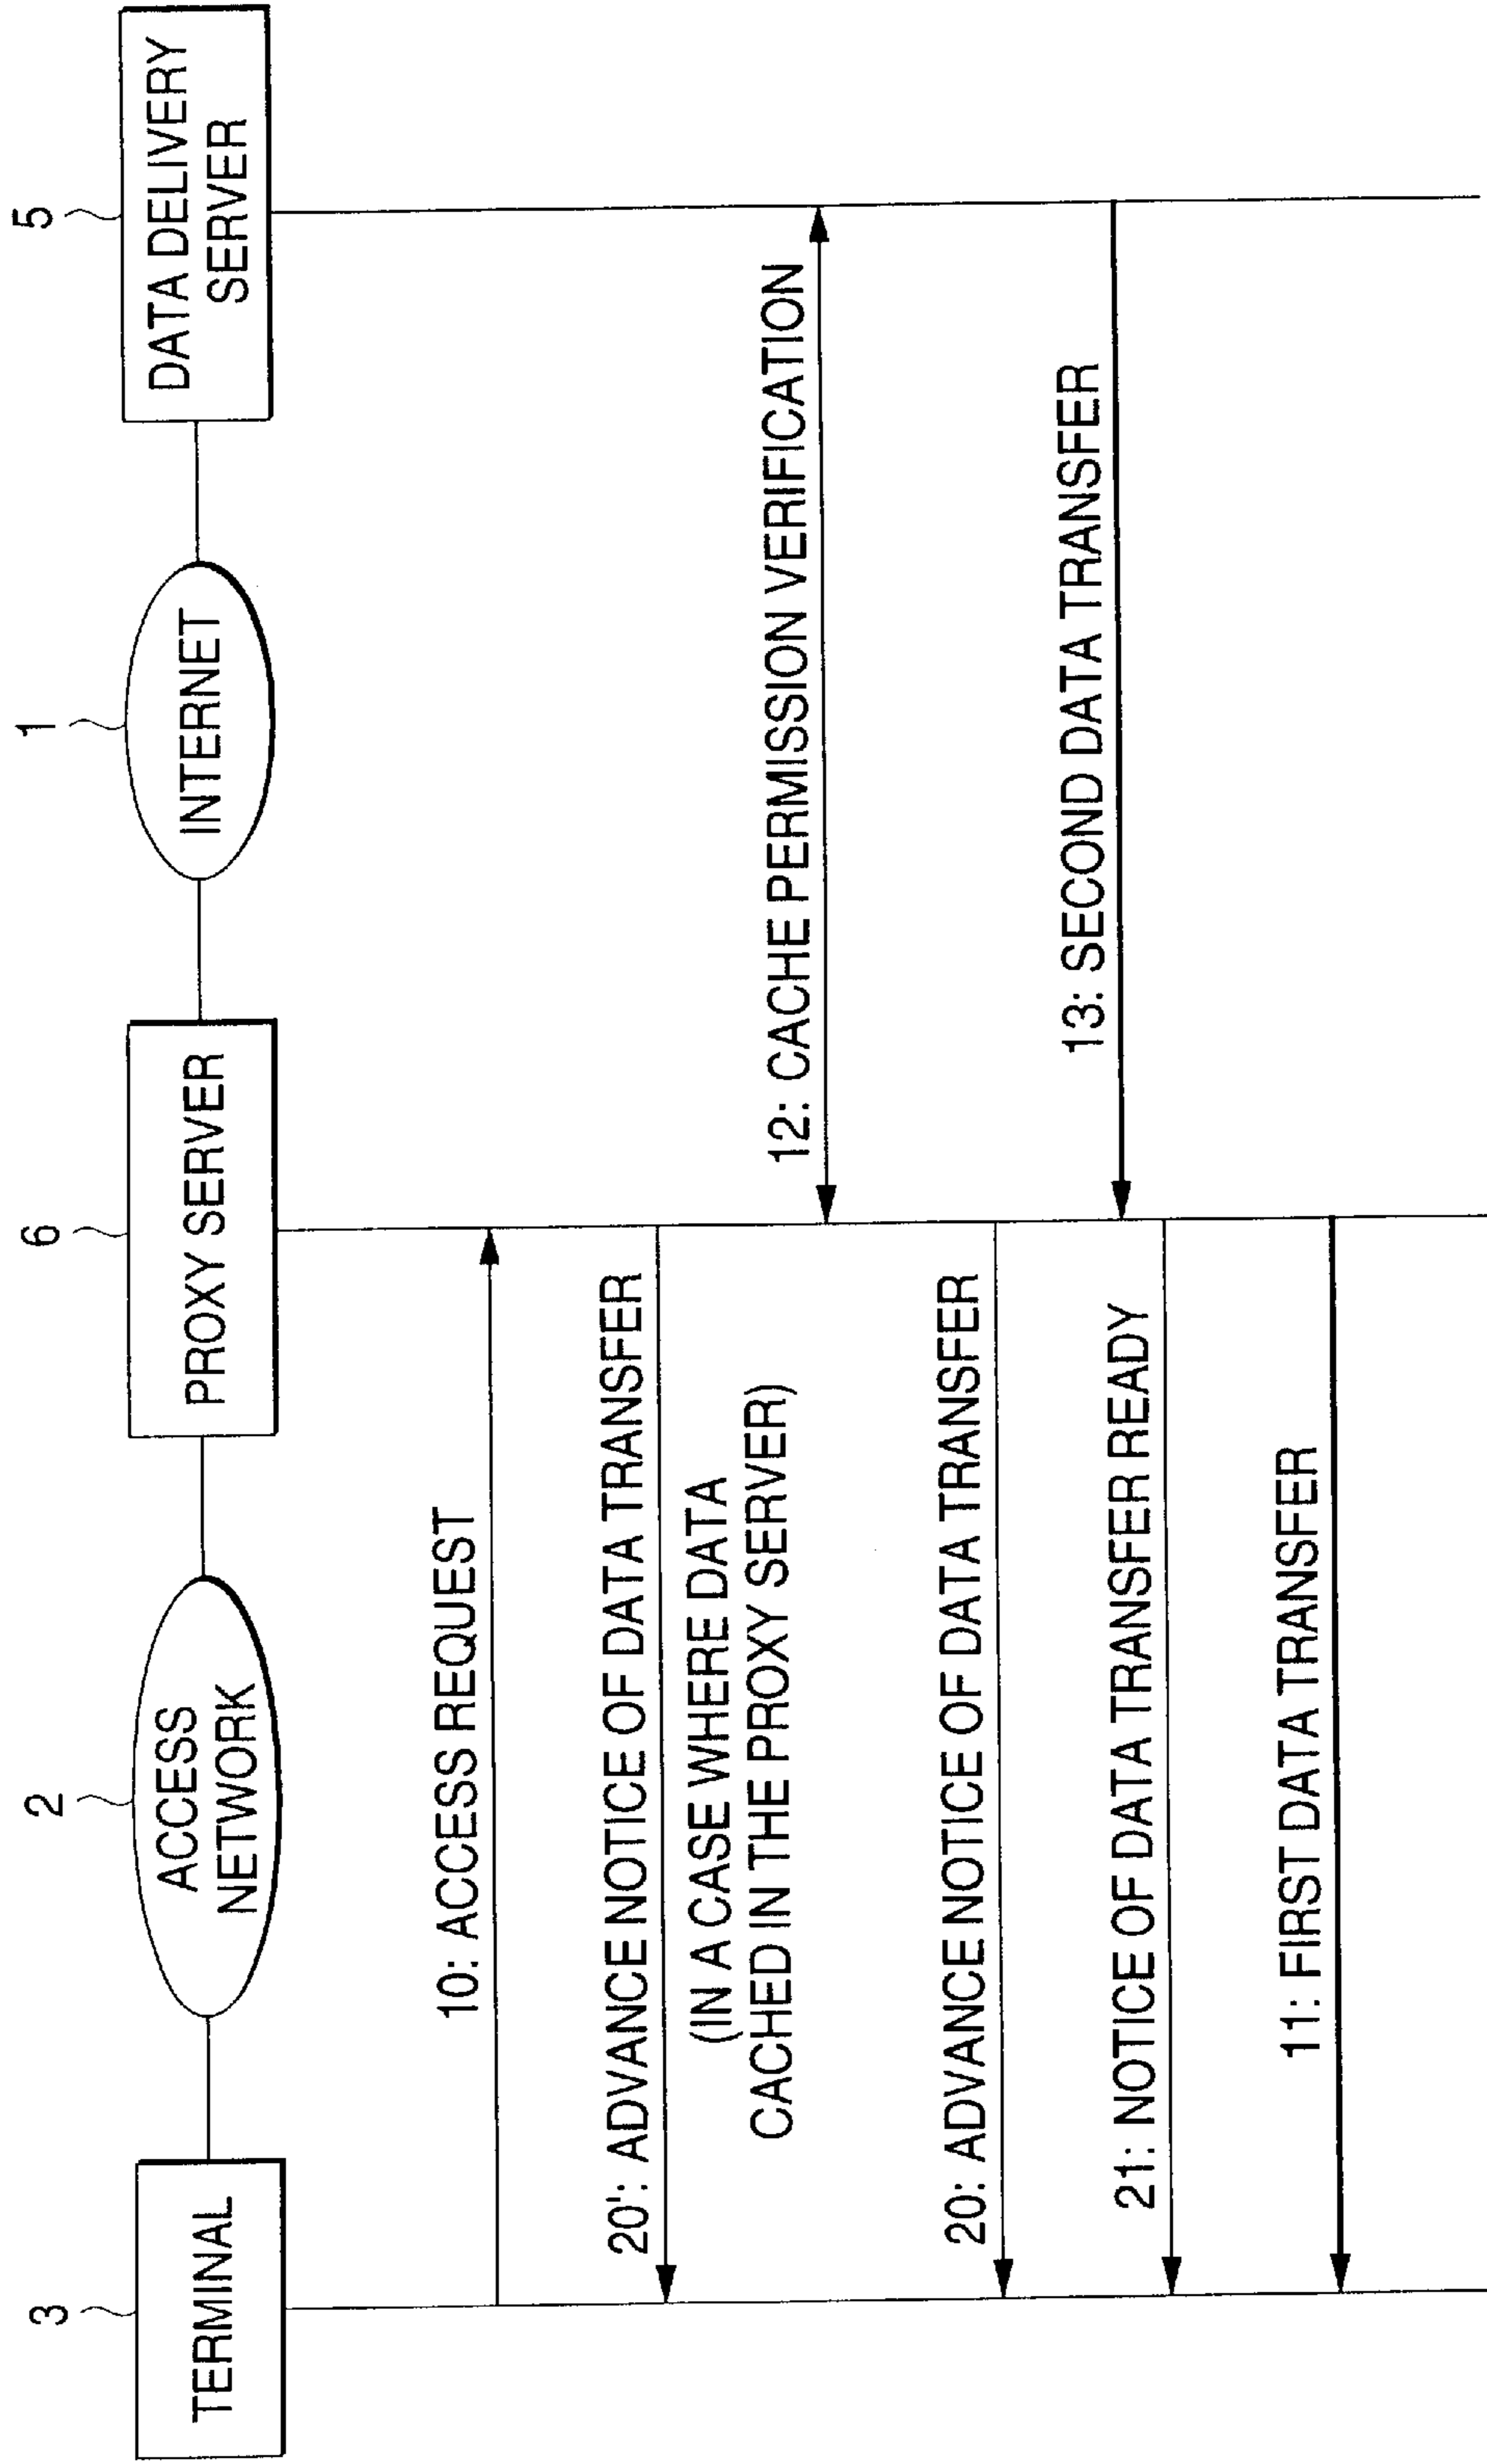 3
2
6
1
5
TERMINAL
ACCESS
NETWORK
PROXY SERVER
INTERNET
DATA DELIVERY
SERVER
10: ACCESS REQUEST
20': ADVANCE NOTICE OF DATA TRANSFER
(IN A CASE WHERE DATA
CACHED IN THE PROXY SERVER)
12: CACHE PERMISSION VERIFICATION
20: ADVANCE NOTICE OF DATA TRANSFER
13: SECOND DATA TRANSFER
21: NOTICE OF DATA TRANSFER READY
11: FIRST DATA TRANSFER